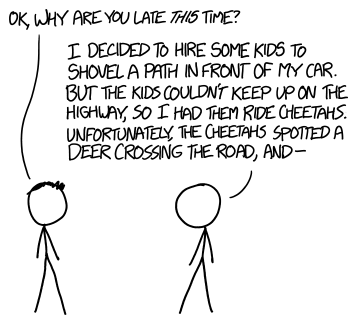 OK, WHY ARE YOU LATE THIS TIME?
I DECIDED TO HIRE SOME KIDS TO
SHOVEL A PATH IN FRONT OF MY CAR.
BUT THE KIDS COULDN'T KEEP UP ON THE
HIGHWAY, SO I HAD THEM RIDE CHEETAHS.
UNFORTUNATELY, THE CHEETAHS SPOTTED A
DEER CROSSING THE ROAD, AND—